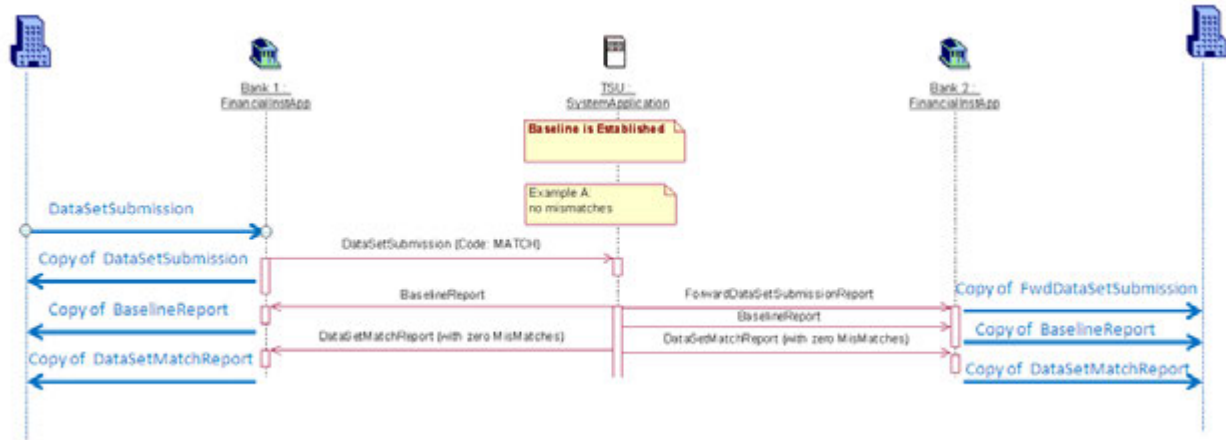 Bank 1 :
FinancialInstApp
TSU :
SystemApplication
Bank 2 :
FinancialInstApp
Baseline is Established
Example A:
no mismatches
DataSetSubmission
DataSetSubmission (Code: MATCH)
Copy of DataSetSubmission
BaselineReport
ForwardDataSetSubmissionReport
Copy of FwdDataSetSubmission
Copy of BaselineReport
BaselineReport
Copy of BaselineReport
DataSetMatchReport (with zero MisMatches)
DataSetMatchReport (with zero MisMatches)
Copy of DataSetMatchReport
Copy of DataSetMatchReport